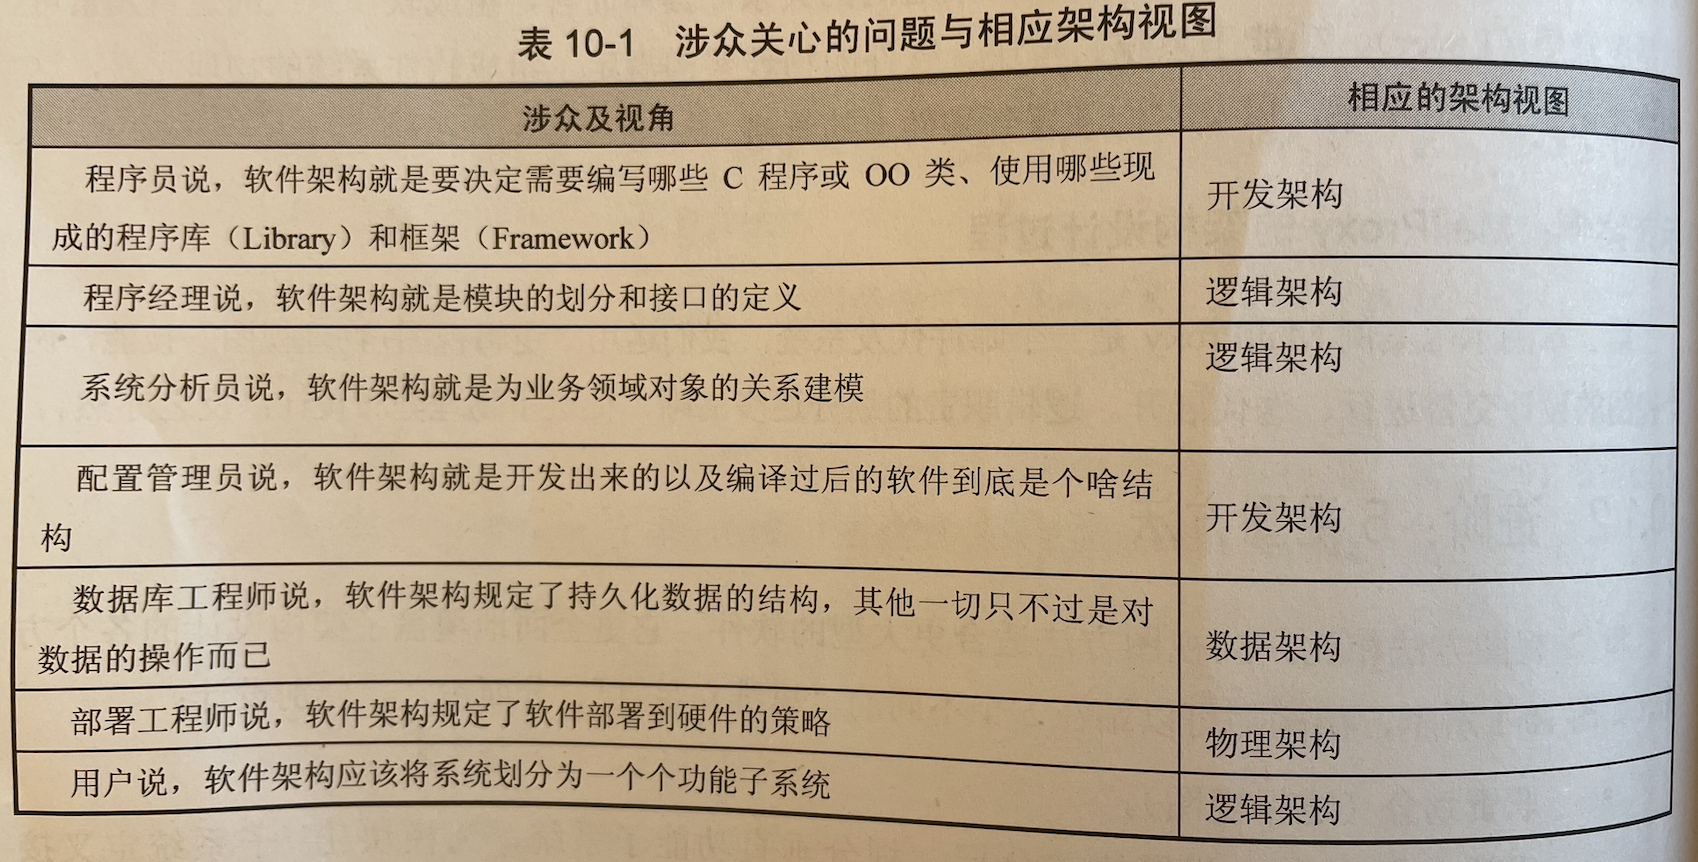 表 10-1 涉众关心的问题与相应架构视图
涉众及视角
相应的架构视图
程序员说，软件架构就是要决定需要编写哪些 C 程序或 OO 类、使用哪些现
成的程序库（Library）和框架（Framework）
开发架构
程序经理说，软件架构就是模块的划分和接口的定义
逻辑架构
系统分析员说，软件架构就是为业务领域对象的关系建模
逻辑架构
配置管理员说，软件架构就是开发出来的以及编译过后的软件到底是个啥结
构
开发架构
数据库工程师说，软件架构规定了持久化数据的结构，其他一切只不过是对
数据的操作而已
数据架构
部署工程师说，软件架构规定了软件部署到硬件的策略
物理架构
用户说，软件架构应该将系统划分为一个个功能子系统
逻辑架构